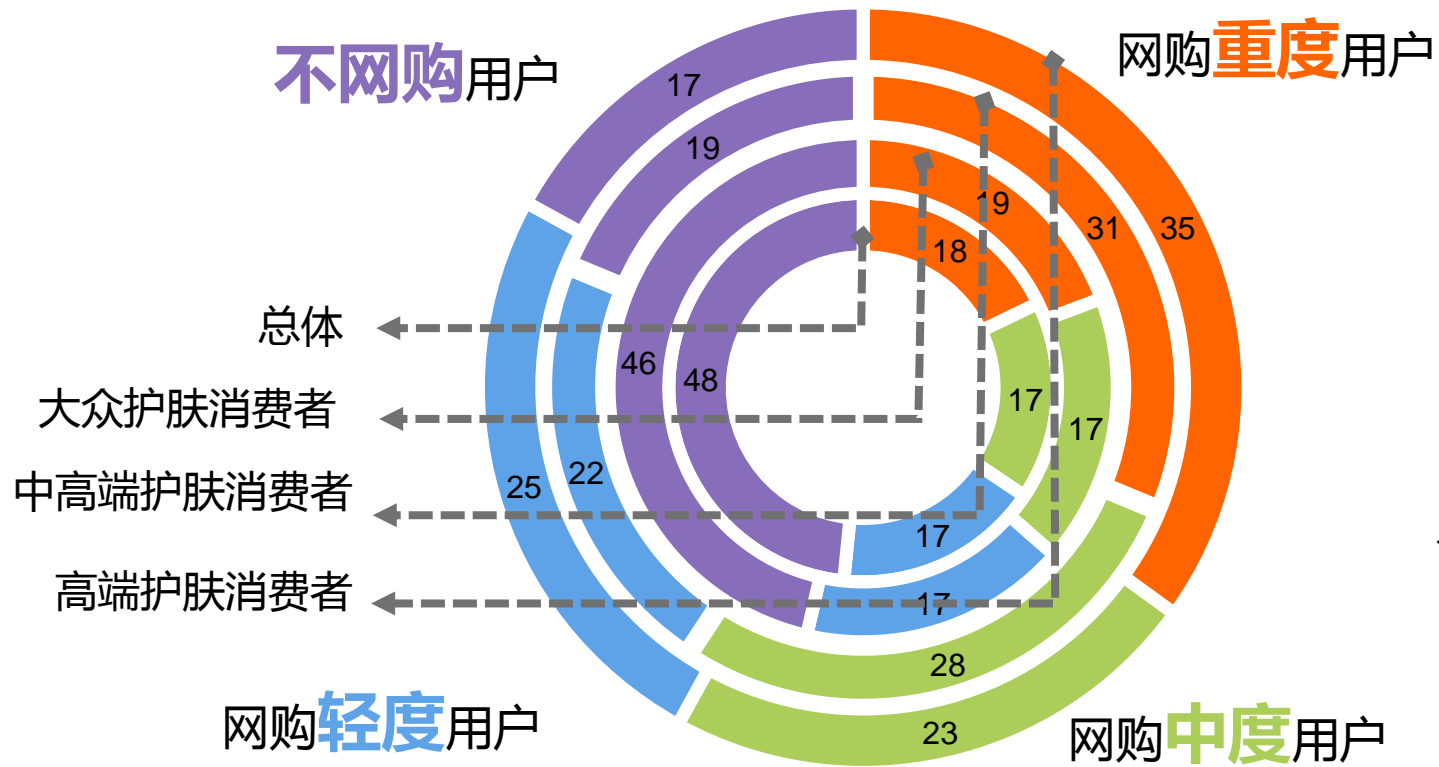 不网购用户
网购重度用户
17
19
19
31
35
18
总体
46
48
大众护肤消费者
17
17
中高端护肤消费者
25
22
17
高端护肤消费者
17
28
网购轻度用户
23
网购中度用户